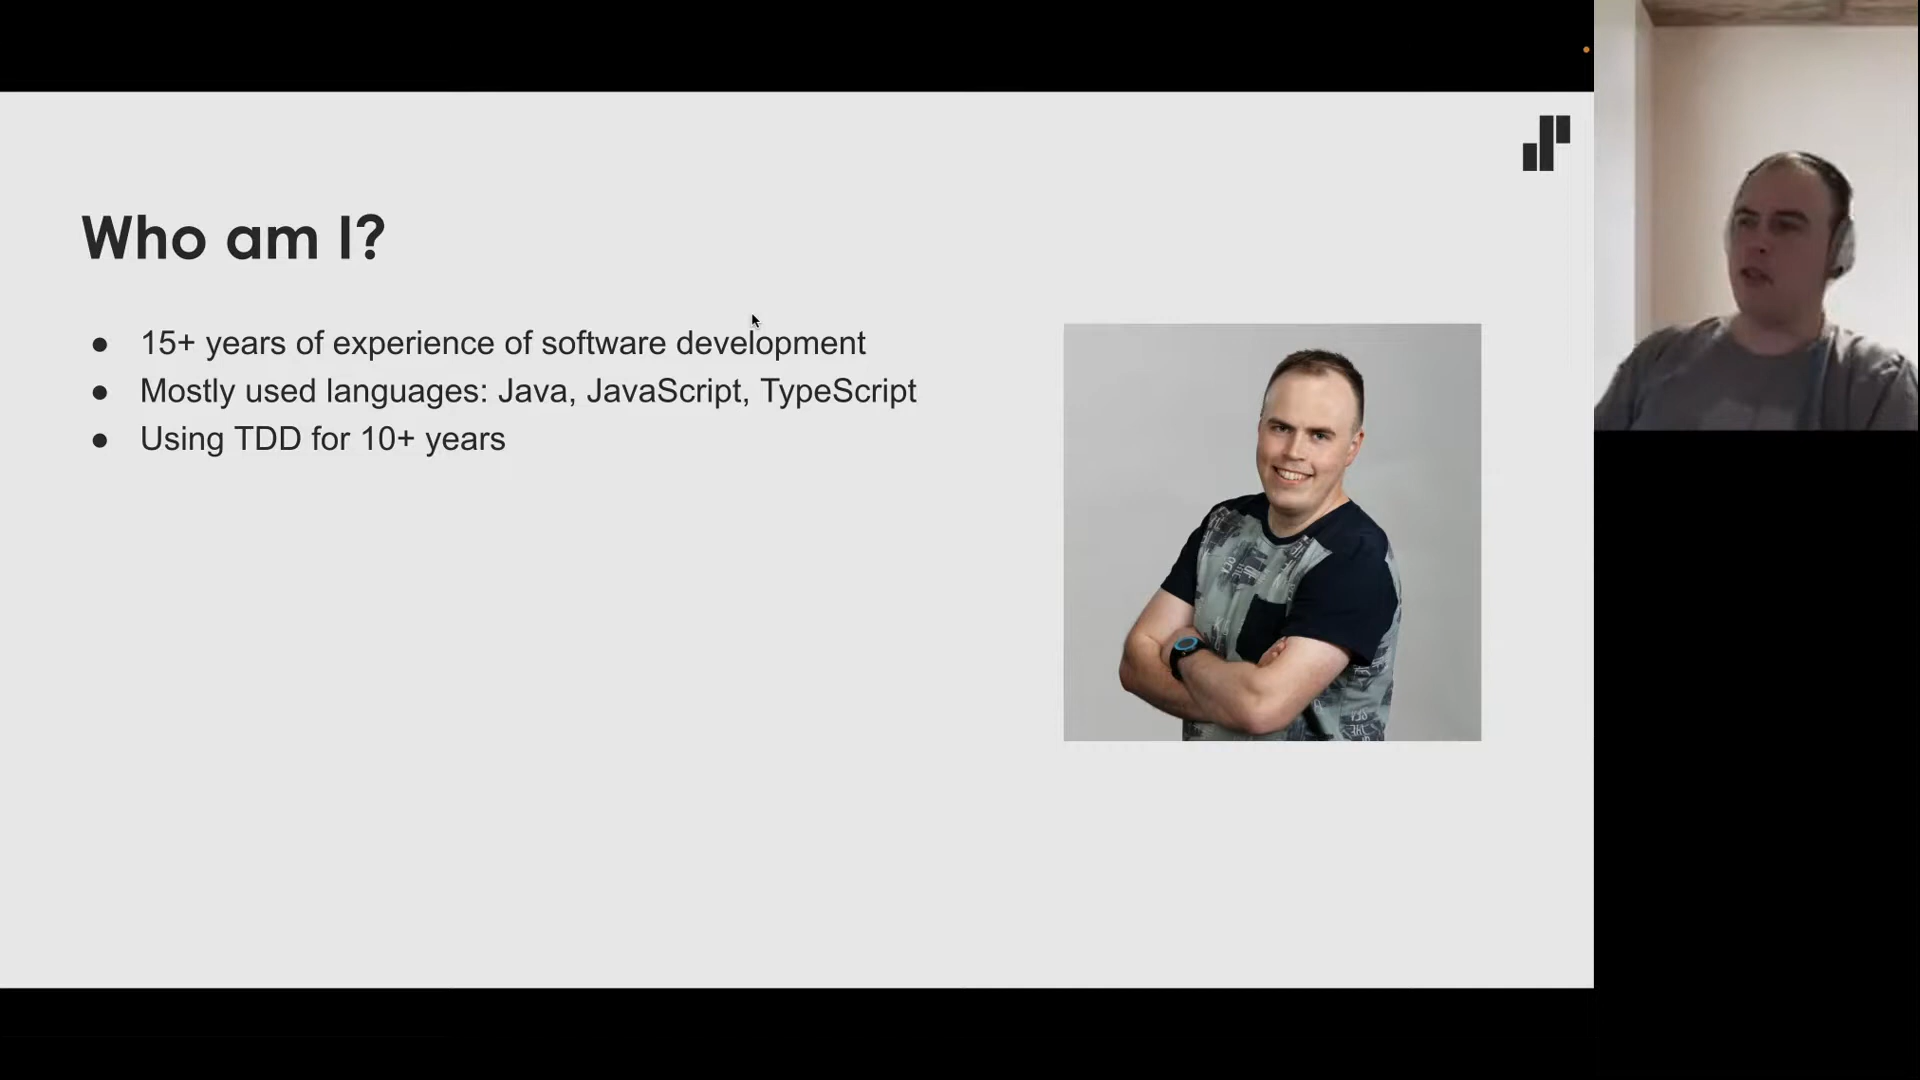 Who am I?
● 15+ years of experience of software development
● Mostly used languages: Java, JavaScript, TypeScript
● Using TDD for 10+ years